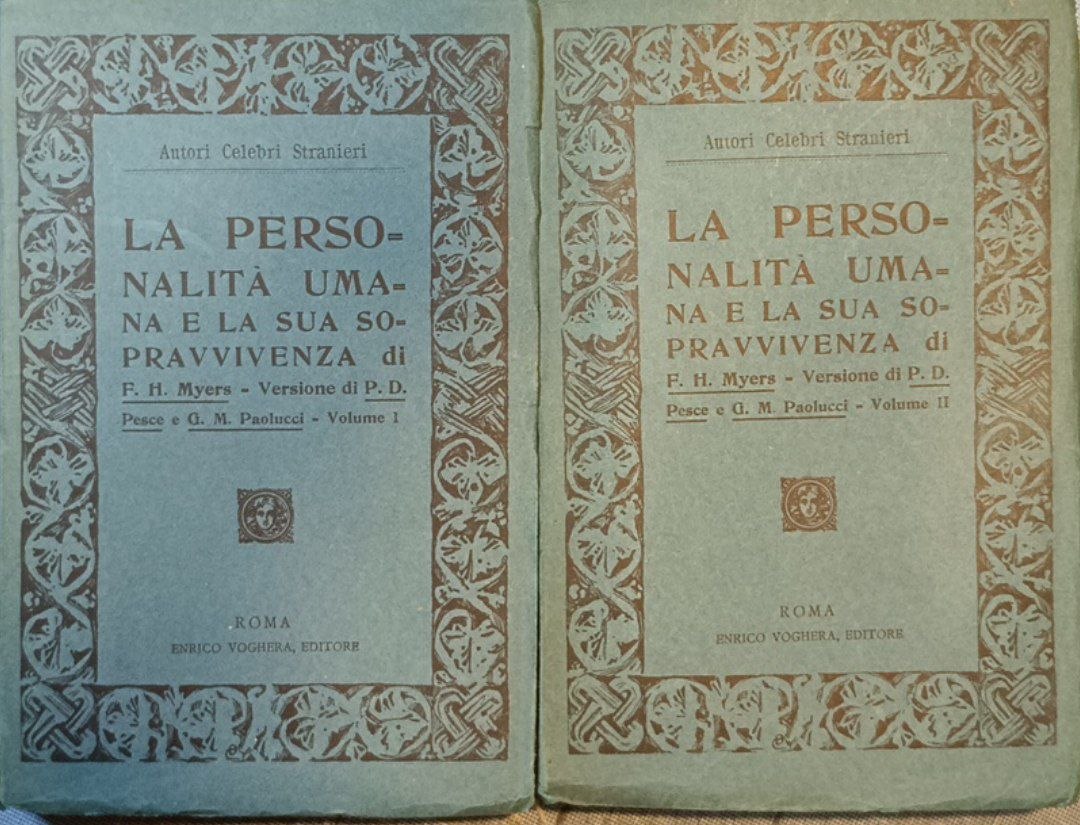 Autori Celebri Stranieri
LA PERSO=
NALITÀ UMA=
NA E LA SUA SO=
PRAVVIVENZA di
F. H. Myers - Versione di P. D.
Pesce e G. M. Paolucci - Volume I
ROMA
ENRICO VOGHERA, EDITORE
Autori Celebri Stranieri
LA PERSO=
NALITÀ UMA=
NA E LA SUA SO=
PRAVVIVENZA di
F. H. Myers - Versione di P. D.
Pesce e G. M. Paolucci - Volume II
ROMA
ENRICO VOGHERA, EDITORE